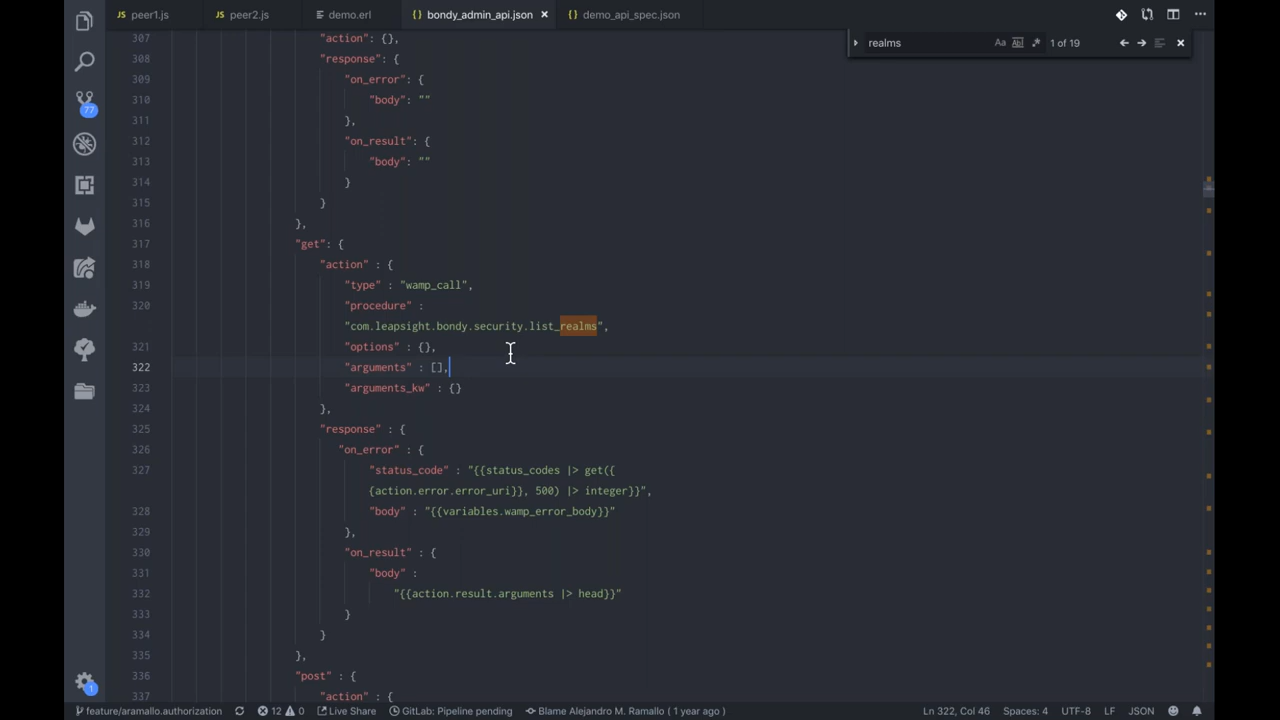 peer1.js peer2.js demo.erl {} bondy_admin_api.json × {} demo_api_spec.json
realms Aa Abl .* 1 of 19
307 "action": {},
308 "response": {
309 "on_error": {
310 "body": ""
311 },
312 "on_result": {
313 "body": ""
314 }
315 }
316 },
317 "get": {
318 "action" : {
319 "type" : "wamp_call",
320 "procedure" :
"com.leapsight.bondy.security.list_realms",
321 "options" : {},
322 "arguments" : [],
323 "arguments_kw" : {}
324 },
325 "response" : {
326 "on_error" : {
327 "status_code" : "{{status_codes |> get({
{action.error.error_uri}}, 500) |> integer}}",
328 "body" : "{{variables.wamp_error_body}}"
329 },
330 "on_result" : {
331 "body" :
332 "{{action.result.arguments |> head}}"
333 }
334 }
335 },
336 "post" : {
337 "action" : {
77
1
feature/aramallo.authorization 12 0 Live Share GitLab: Pipeline pending Blame Alejandro M. Ramallo ( 1 year ago ) Ln 322, Col 46 Spaces: 4 UTF-8 LF JSON